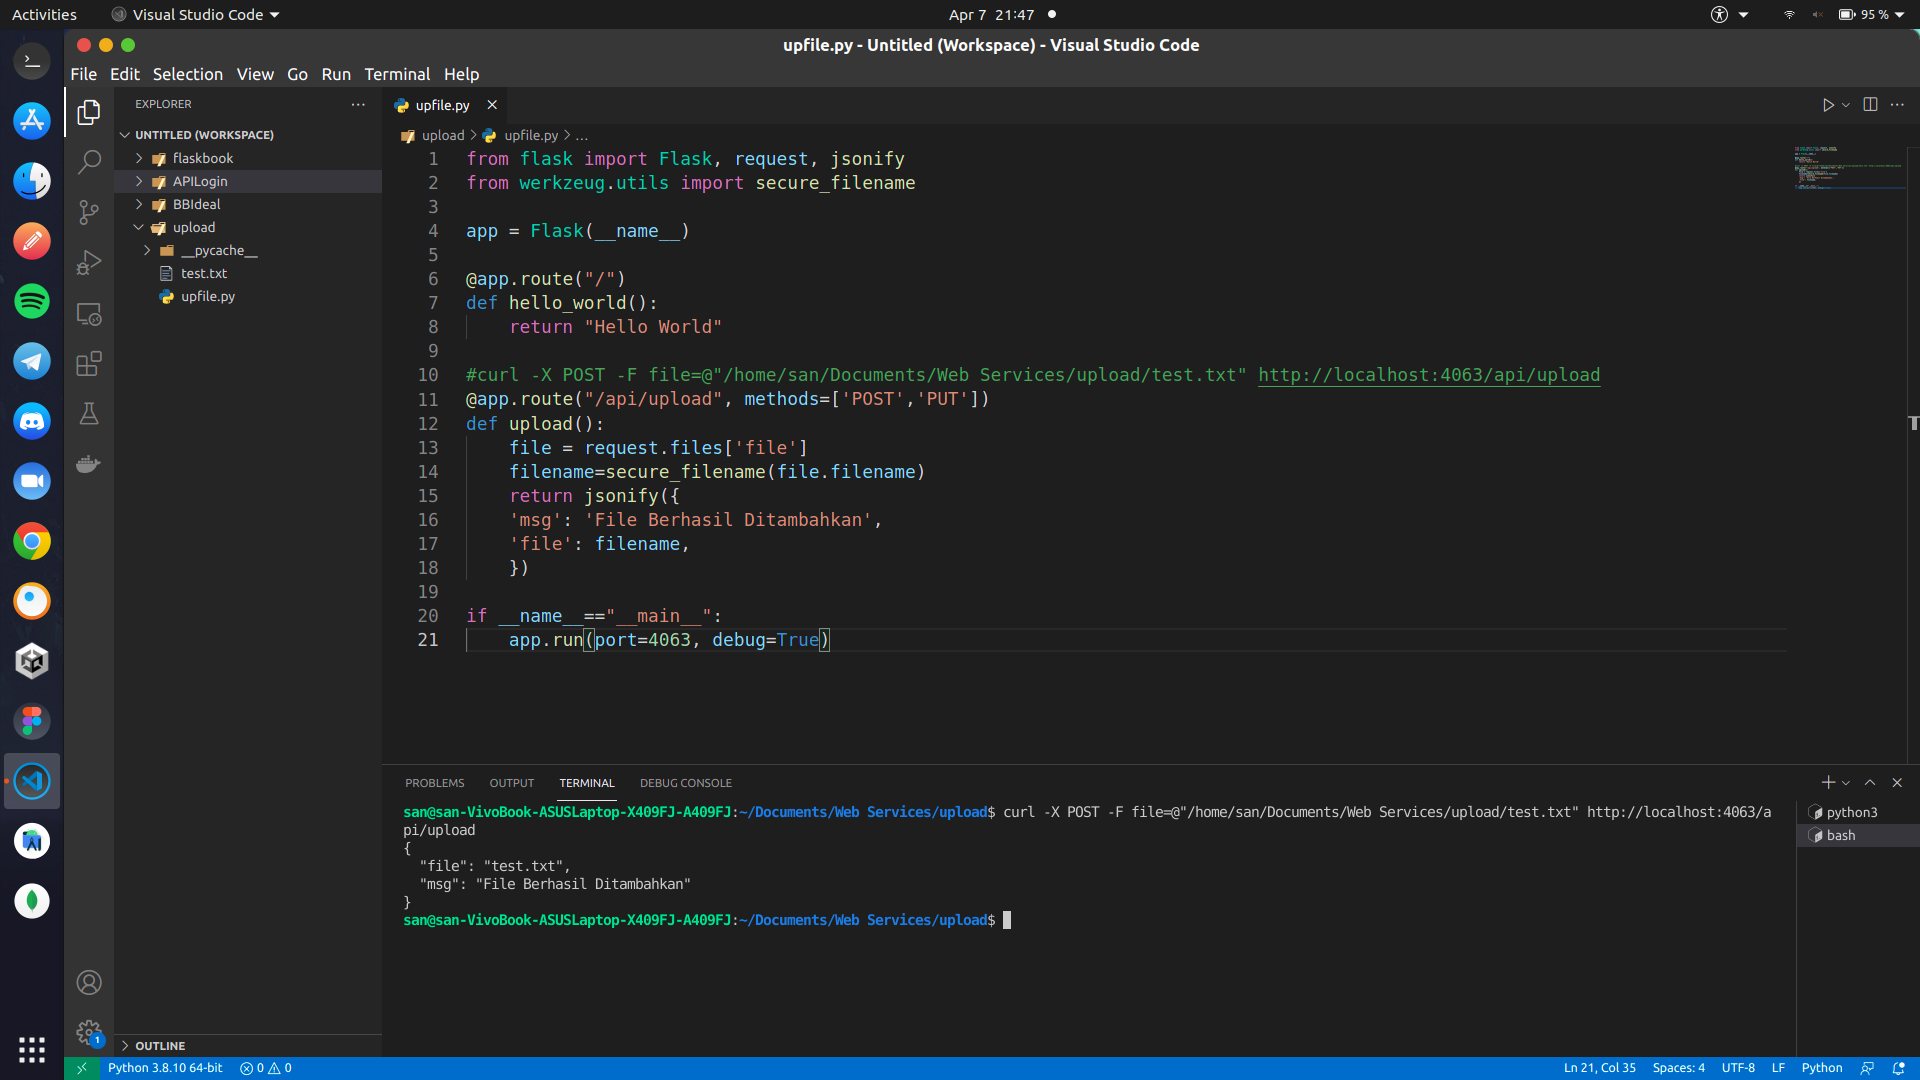 Activities
Visual Studio Code
Apr 7 21:47
95 %
upfile.py - Untitled (Workspace) - Visual Studio Code
File Edit Selection View Go Run Terminal Help
EXPLORER
UNTITLED (WORKSPACE)
flaskbook
APILogin
BBIdeal
upload
__pycache__
test.txt
upfile.py
OUTLINE
upfile.py
upload > upfile.py > ...
1 from flask import Flask, request, jsonify
2 from werkzeug.utils import secure_filename
3
4 app = Flask(__name__)
5
6 @app.route("/")
7 def hello_world():
8     return "Hello World"
9
10 #curl -X POST -F file=@"/home/san/Documents/Web Services/upload/test.txt" http://localhost:4063/api/upload
11 @app.route("/api/upload", methods=['POST','PUT'])
12 def upload():
13     file = request.files['file']
14     filename=secure_filename(file.filename)
15     return jsonify({
16     'msg': 'File Berhasil Ditambahkan',
17     'file': filename,
18     })
19
20 if __name__=="__main__":
21     app.run(port=4063, debug=True)
PROBLEMS OUTPUT TERMINAL DEBUG CONSOLE
san@san-VivoBook-ASUSLaptop-X409FJ-A409FJ:~/Documents/Web Services/upload$ curl -X POST -F file=@"/home/san/Documents/Web Services/upload/test.txt" http://localhost:4063/a
pi/upload
{
  "file": "test.txt",
  "msg": "File Berhasil Ditambahkan"
}
san@san-VivoBook-ASUSLaptop-X409FJ-A409FJ:~/Documents/Web Services/upload$
python3
bash
1
Python 3.8.10 64-bit 0 0
Ln 21, Col 35 Spaces: 4 UTF-8 LF Python